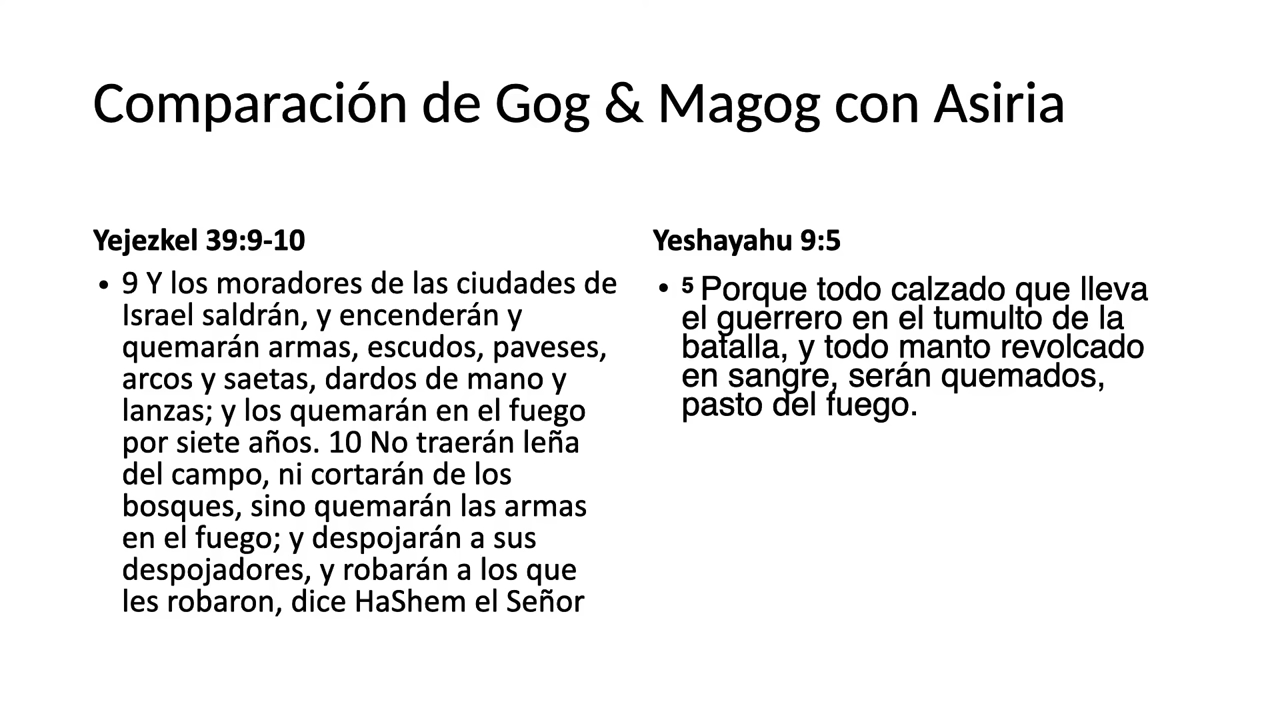 Comparación de Gog & Magog con Asiria
Yejezkel 39:9-10
• 9 Y los moradores de las ciudades de
Israel saldrán, y encenderán y
quemarán armas, escudos, paveses,
arcos y saetas, dardos de mano y
lanzas; y los quemarán en el fuego
por siete años. 10 No traerán leña
del campo, ni cortarán de los
bosques, sino quemarán las armas
en el fuego; y despojarán a sus
despojadores, y robarán a los que
les robaron, dice HaShem el Señor
Yeshayahu 9:5
• 5 Porque todo calzado que lleva
el guerrero en el tumulto de la
batalla, y todo manto revolcado
en sangre, serán quemados,
pasto del fuego.